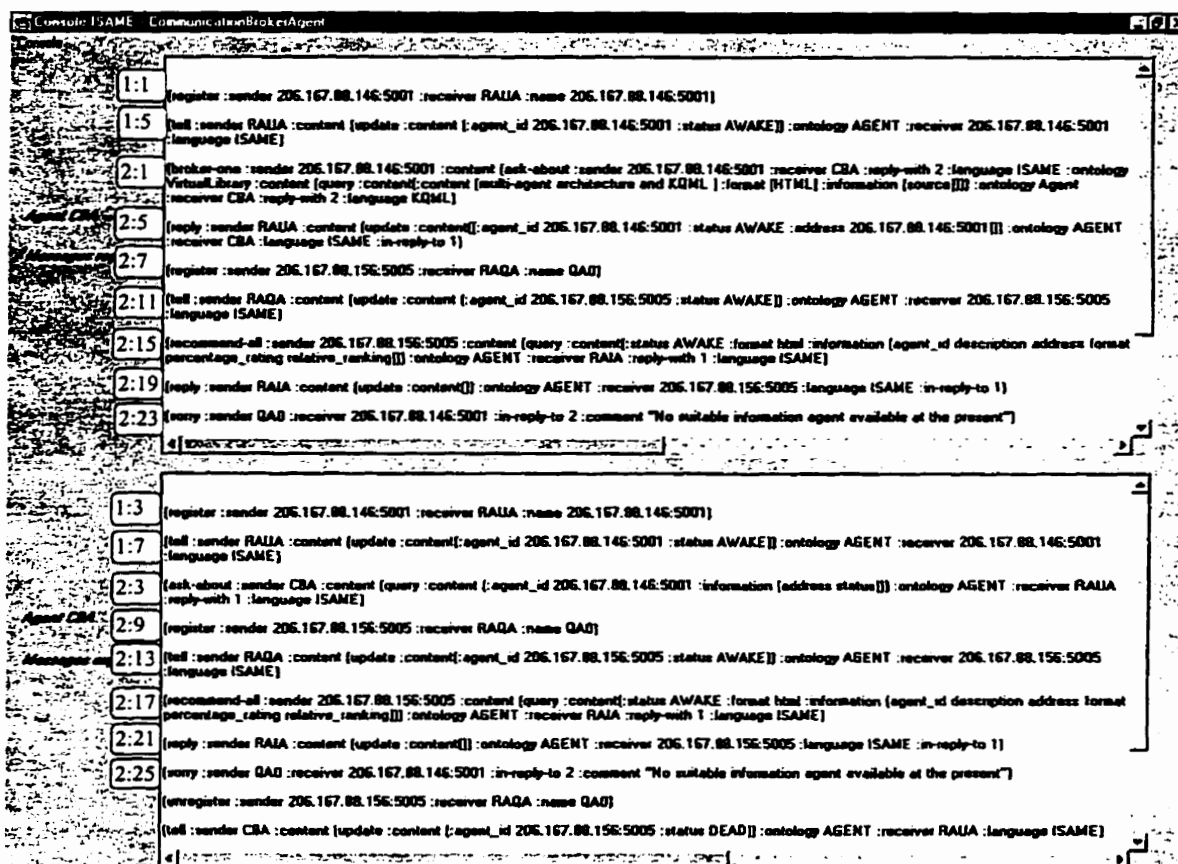 Console ISAME - CommunicationBrokerAgent
Console
1:1
(register :sender 206.167.88.146:5001 :receiver RAUA :name 206.167.88.146:5001)
1:5
(tell :sender RAUA :content (update :content (:agent_id 206.167.88.146:5001 :status AWAKE)) :ontology AGENT :receiver 206.167.88.146:5001
:language ISAME)
2:1
(broker-one :sender 206.167.88.146:5001 :content (ask-about :sender 206.167.88.146:5001 :receiver CBA :reply-with 2 :language ISAME :ontology
VirtualLibrary :content (query :content(:content (multi-agent architecture and KQML ) :format (HTML) :information (source)))) :ontology Agent
:receiver CBA :reply-with 2 :language KQML)
Agent CBA
2:5
(reply :sender RAUA :content (update :content((:agent_id 206.167.88.146:5001 :status AWAKE :address 206.167.88.146:5001))) :ontology AGENT
:receiver CBA :language ISAME :in-reply-to 1)
Messages
2:7
(register :sender 206.167.88.156:5005 :receiver RAQA :name QA0)
2:11
(tell :sender RAQA :content (update :content (:agent_id 206.167.88.156:5005 :status AWAKE)) :ontology AGENT :receiver 206.167.88.156:5005
:language ISAME)
2:15
(recommend-all :sender 206.167.88.156:5005 :content (query :content(:status AWAKE :format html :information (agent_id description address format
percentage_rating relative_ranking))) :ontology AGENT :receiver RAIA :reply-with 1 :language ISAME)
2:19
(reply :sender RAIA :content (update :content()) :ontology AGENT :receiver 206.167.88.156:5005 :language ISAME :in-reply-to 1)
2:23
(sorry :sender QA0 :receiver 206.167.88.146:5001 :in-reply-to 2 :comment "No suitable information agent available at the present")
1:3
(register :sender 206.167.88.146:5001 :receiver RAUA :name 206.167.88.146:5001)
1:7
(tell :sender RAUA :content (update :content(:agent_id 206.167.88.146:5001 :status AWAKE)) :ontology AGENT :receiver 206.167.88.146:5001
:language ISAME)
2:3
(ask-about :sender CBA :content (query :content (:agent_id 206.167.88.146:5001 :information (address status))) :ontology AGENT :receiver RAUA
:reply-with 1 :language ISAME)
Agent CBA
2:9
(register :sender 206.167.88.156:5005 :receiver RAQA :name QA0)
Messages
2:13
(tell :sender RAQA :content (update :content(:agent_id 206.167.88.156:5005 :status AWAKE)) :ontology AGENT :receiver 206.167.88.156:5005
:language ISAME)
2:17
(recommend-all :sender 206.167.88.156:5005 :content (query :content(:status AWAKE :format html :information (agent_id description address format
percentage_rating relative_ranking))) :ontology AGENT :receiver RAIA :reply-with 1 :language ISAME)
2:21
(reply :sender RAIA :content (update :content()) :ontology AGENT :receiver 206.167.88.156:5005 :language ISAME :in-reply-to 1)
2:25
(sorry :sender QA0 :receiver 206.167.88.146:5001 :in-reply-to 2 :comment "No suitable information agent available at the present")
(unregister :sender 206.167.88.156:5005 :receiver RAQA :name QA0)
(tell :sender CBA :content (update :content (:agent_id 206.167.88.156:5005 :status DEAD)) :ontology AGENT :receiver RAUA :language ISAME)